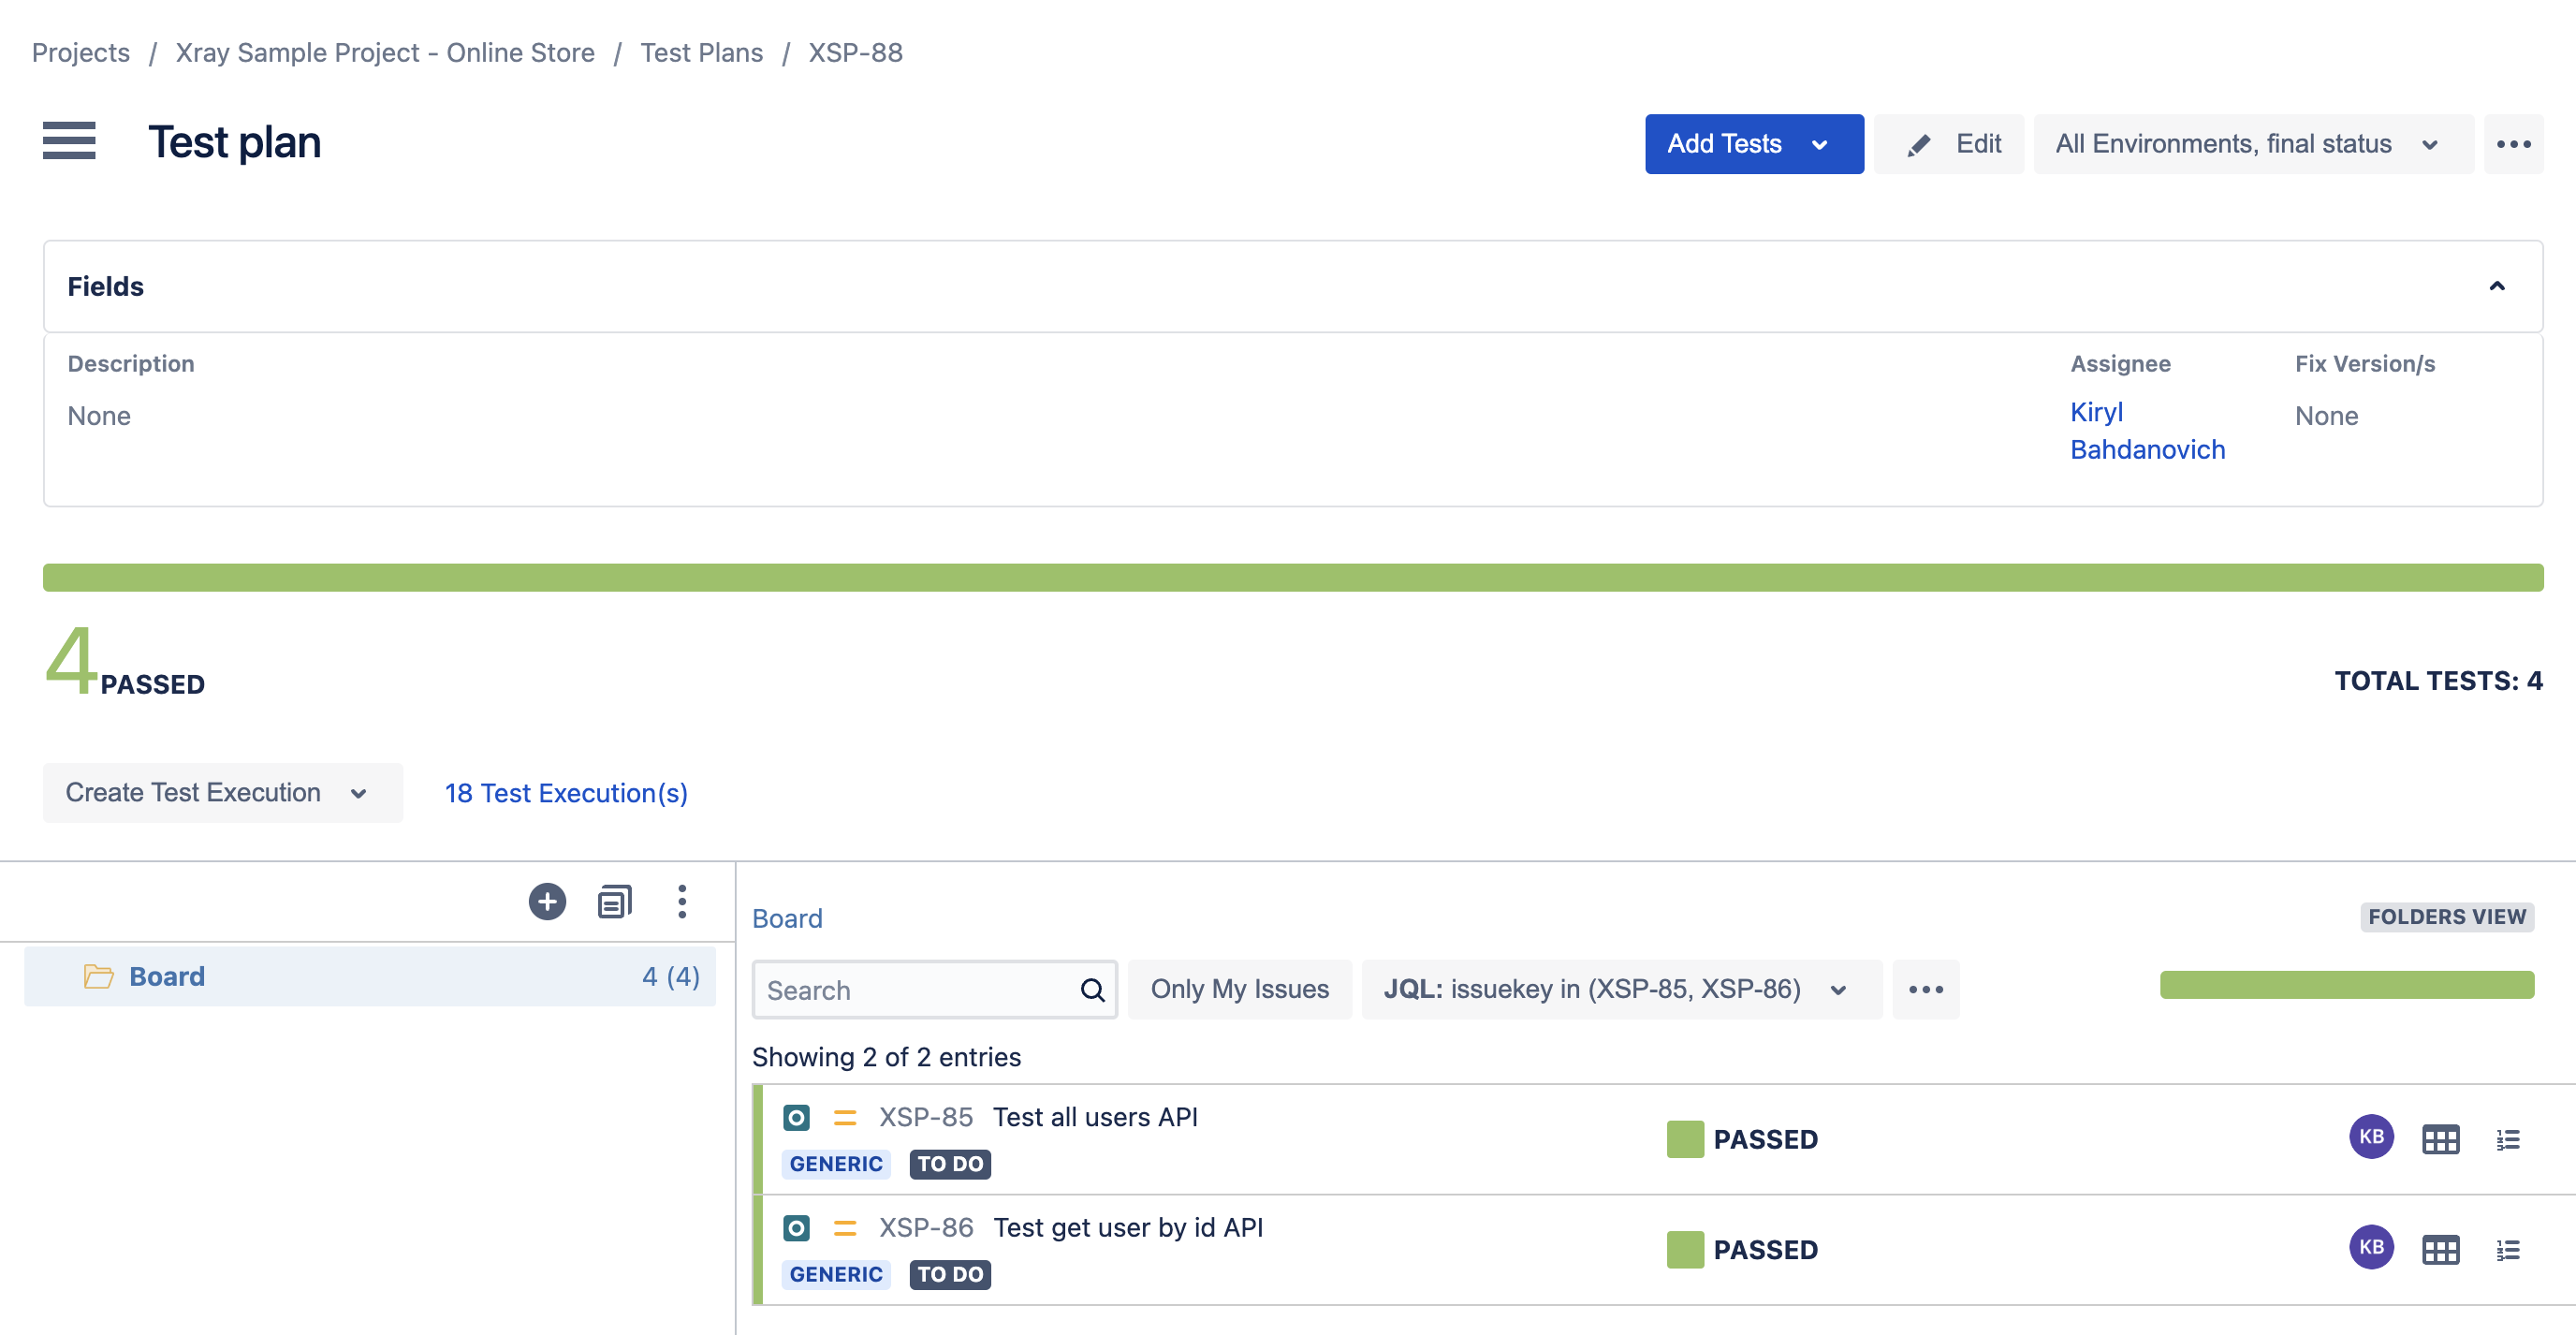 Projects / Xray Sample Project - Online Store / Test Plans / XSP-88
Test plan
Add Tests
Edit
All Environments, final status
Fields
Description
Assignee
Fix Version/s
None
Kiryl
Bahdanovich
None
4 PASSED
TOTAL TESTS: 4
Create Test Execution
18 Test Execution(s)
Board
FOLDERS VIEW
Board 4 (4)
Search
Only My Issues
JQL: issuekey in (XSP-85, XSP-86)
Showing 2 of 2 entries
XSP-85 Test all users API
PASSED
KB
GENERIC TO DO
XSP-86 Test get user by id API
PASSED
KB
GENERIC TO DO